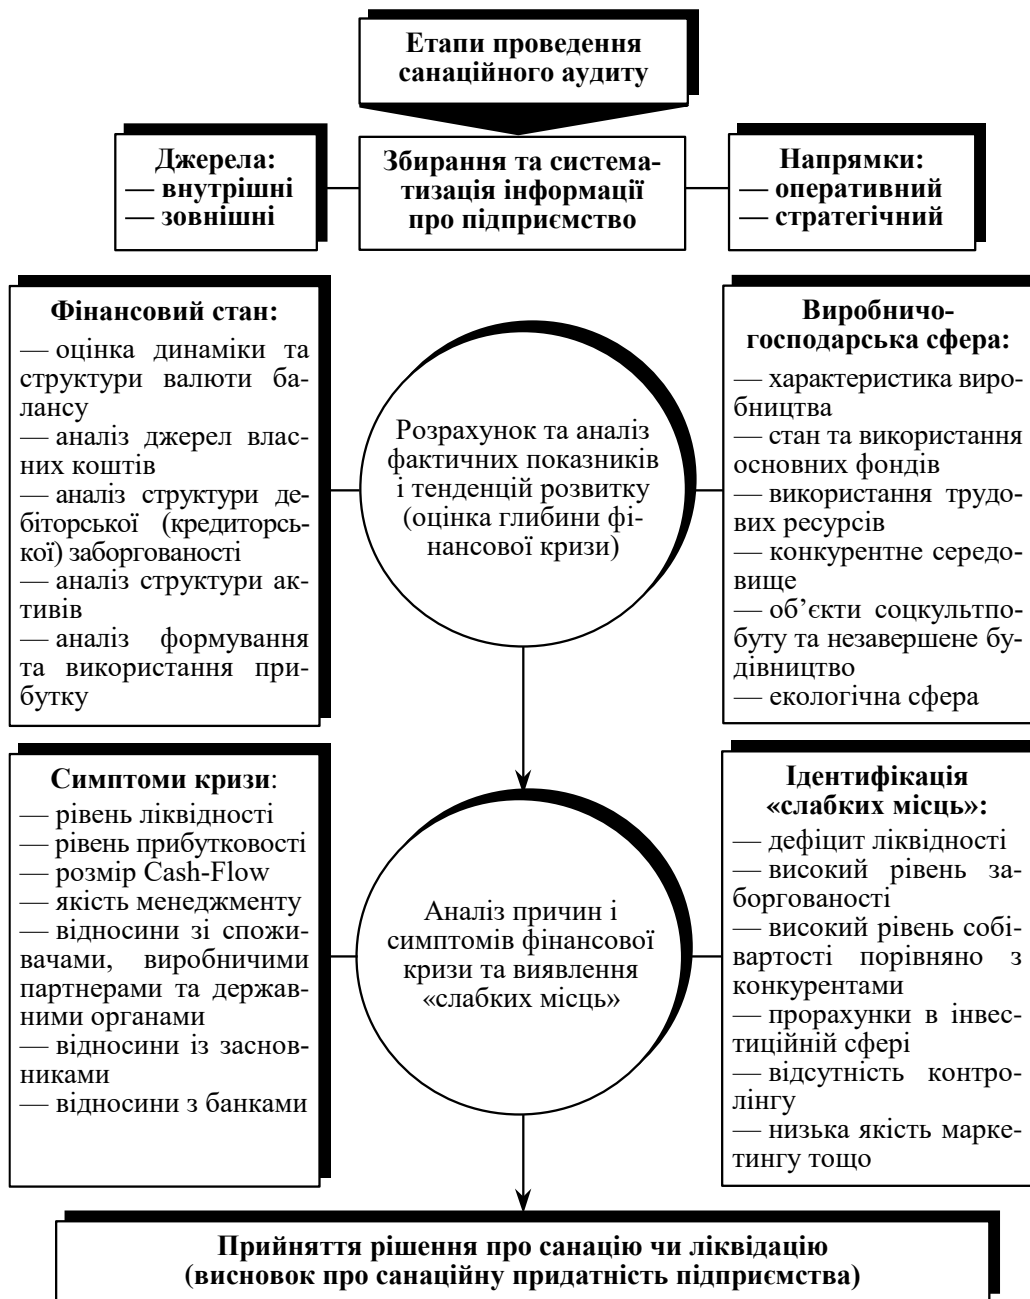 Етапи проведення
санаційного аудиту
Джерела:
— внутрішні
— зовнішні
Збирання та система-
тизація інформації
про підприємство
Напрямки:
— оперативний
— стратегічний
Фінансовий стан:
— оцінка динаміки та
структури валюти ба-
лансу
— аналіз джерел влас-
них коштів
— аналіз структури де-
біторської (кредиторсь-
кої) заборгованості
— аналіз структури ак-
тивів
— аналіз формування
та використання при-
бутку
Розрахунок та аналіз
фактичних показників
і тенденцій розвитку
(оцінка глибини фі-
нансової кризи)
Виробничо-
господарська сфера:
— характеристика виро-
бництва
— стан та використання
основних фондів
— використання трудо-
вих ресурсів
— конкурентне середо-
вище
— об’єкти соцкультпо-
буту та незавершене бу-
дівництво
— екологічна сфера
Симптоми кризи:
— рівень ліквідності
— рівень прибутковості
— розмір Cash-Flow
— якість менеджменту
— відносини зі спожи-
вачами, виробничими
партнерами та держав-
ними органами
— відносини із заснов-
никами
— відносини з банками
Аналіз причин і
симптомів фінансової
кризи та виявлення
«слабких місць»
Ідентифікація
«слабких місць»:
— дефіцит ліквідності
— високий рівень за-
боргованості
— високий рівень собі-
вартості порівняно з
конкурентами
— прорахунки в інвес-
тиційній сфері
— відсутність контро-
лінгу
— низька якість марке-
тингу тощо
Прийняття рішення про санацію чи ліквідацію
(висновок про санаційну придатність підприємства)